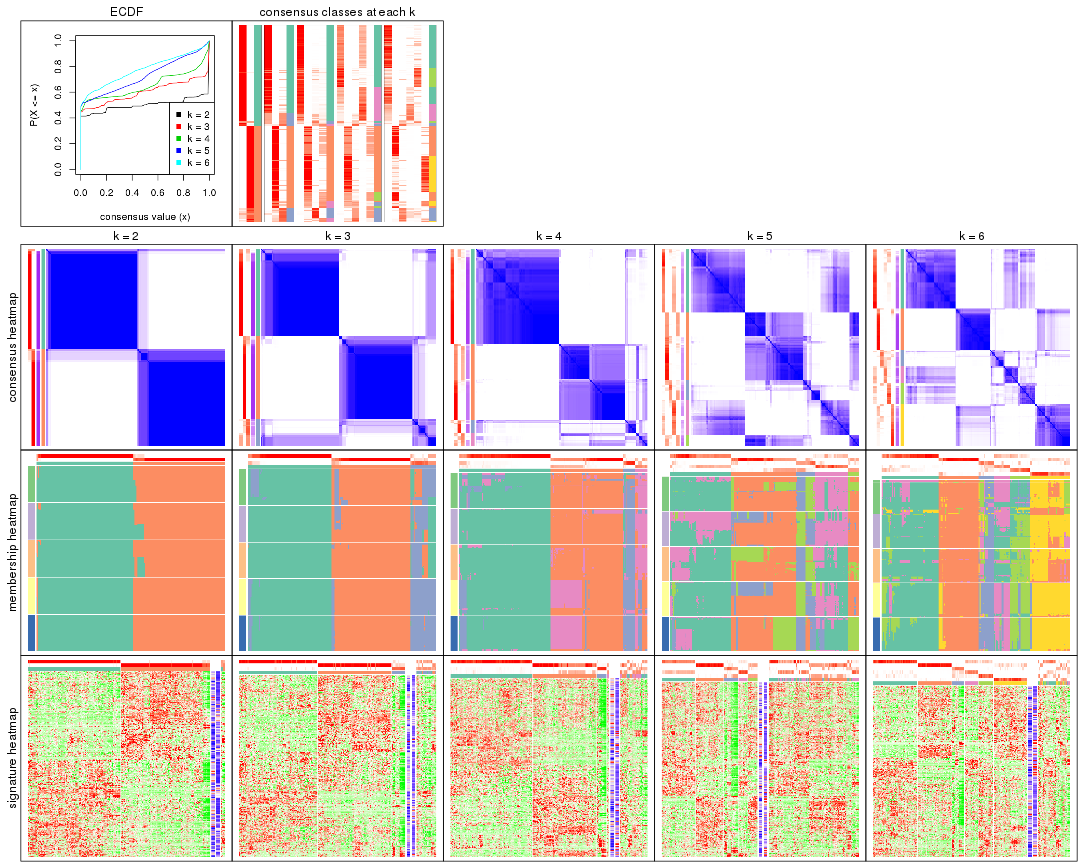 ECDF
consensus classes at each k
P(X <= x)
1.0
0.8
0.6
0.4
0.2
0.0
k = 2
k = 3
k = 4
k = 5
k = 6
0.0 0.2 0.4 0.6 0.8 1.0
consensus value (x)
k = 2
k = 3
k = 4
k = 5
k = 6
consensus heatmap
membership heatmap
signature heatmap